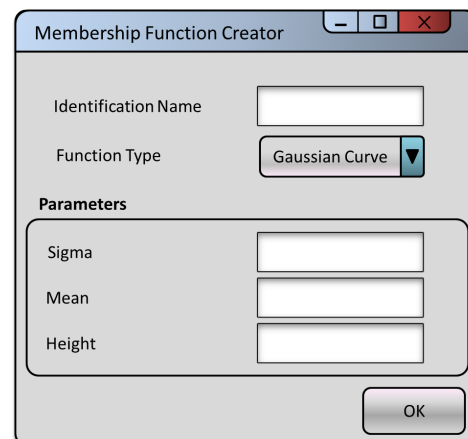 Membership Function Creator
Identification Name
Function Type
Gaussian Curve
Parameters
Sigma
Mean
Height
OK